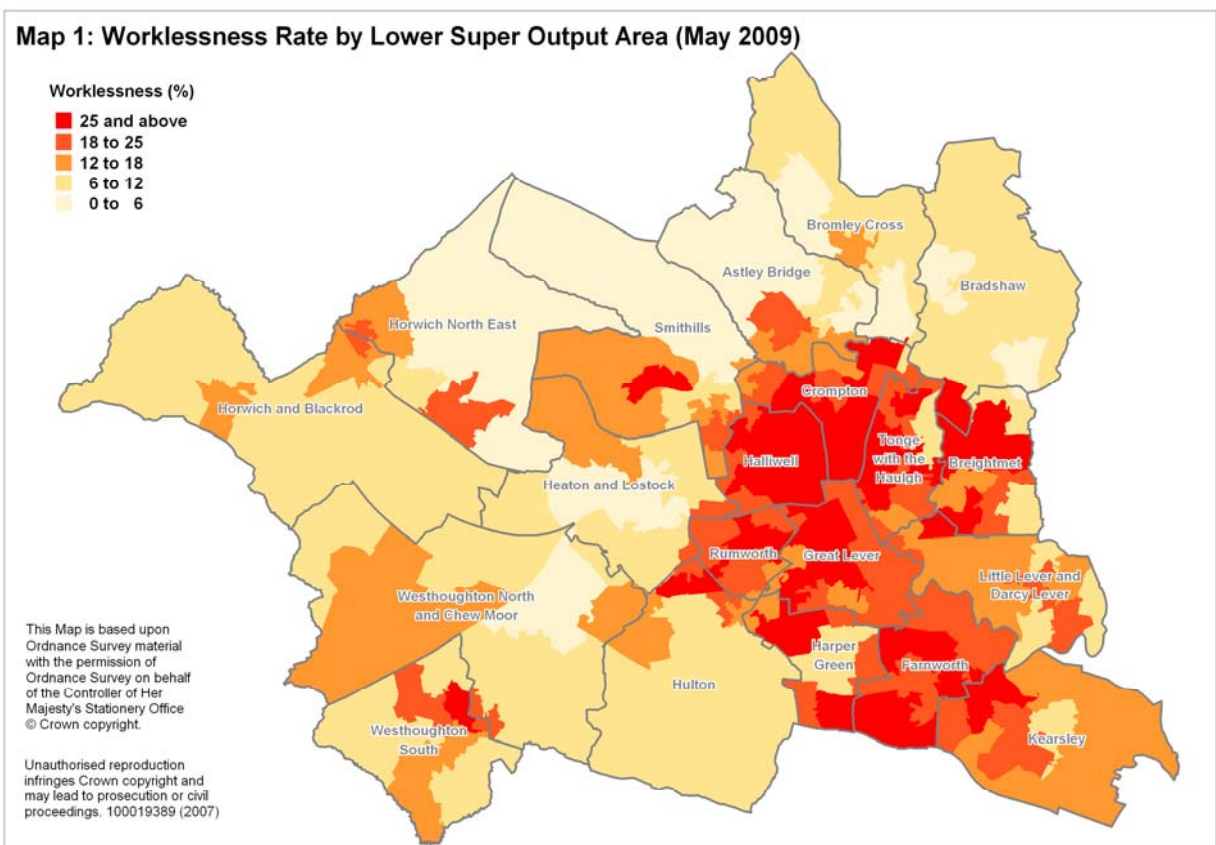 Map 1: Worklessness Rate by Lower Super Output Area (May 2009)
Worklessness (%)
25 and above
18 to 25
12 to 18
6 to 12
0 to 6
Bromley Cross
Astley Bridge
Bradshaw
Horwich North East
Smithills
Crompton
Horwich and Blackrod
Tonge
with the
Haulgh
Halliwell
Breightmet
Heaton and Lostock
Rumworth
Great Lever
Little Lever and
Darcy Lever
Westhoughton North
and Chew Moor
Harper
Green
Farnworth
Hulton
Westhoughton
South
Kearsley
This Map is based upon
Ordnance Survey material
with the permission of
Ordnance Survey on behalf
of the Controller of Her
Majesty's Stationery Office
© Crown copyright.
Unauthorised reproduction
infringes Crown copyright and
may lead to prosecution or civil
proceedings. 100019389 (2007)